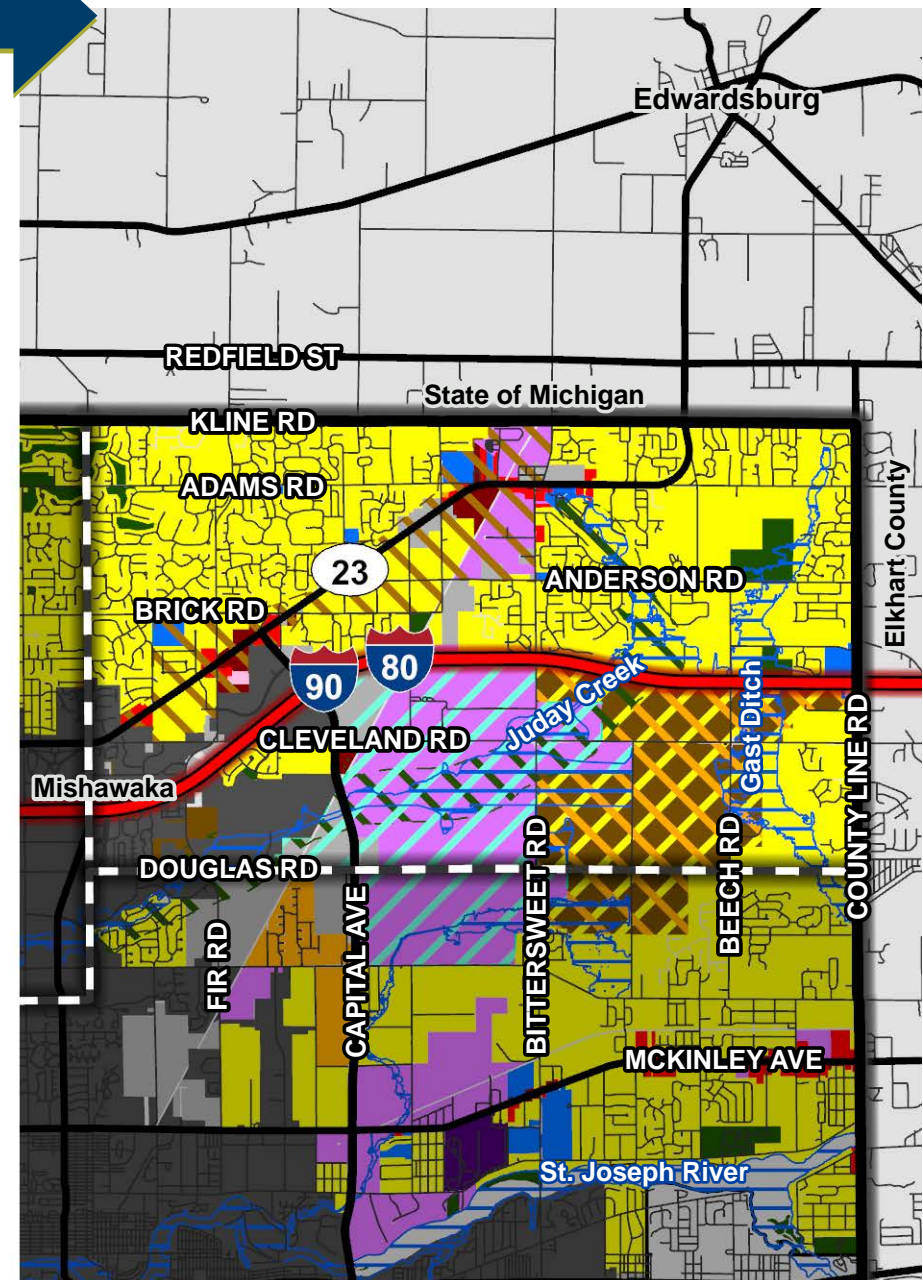 Edwardsburg
REDFIELD ST
State of Michigan
KLINE RD
ADAMS RD
Elkhart County
23
ANDERSON RD
BRICK RD
80
90
Juday Creek
Gast Ditch
CLEVELAND RD
COUNTY LINE RD
Mishawaka
DOUGLAS RD
BITTERSWEET RD
BEECH RD
FIR RD
CAPITAL AVE
MCKINLEY AVE
St. Joseph River